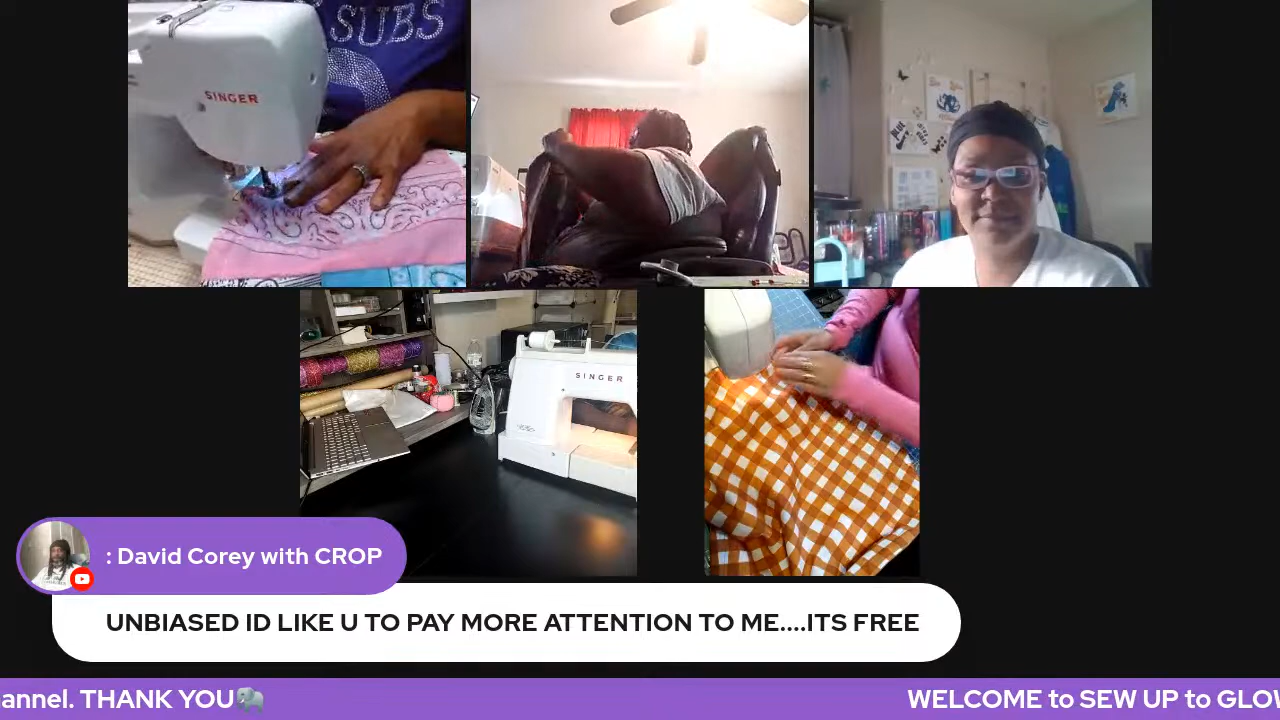 SUBS
SINGER
SINGER
: David Corey with CROP
UNBIASED ID LIKE U TO PAY MORE ATTENTION TO ME....ITS FREE
annel. THANK YOU🐘
WELCOME to SEW UP to GLOW